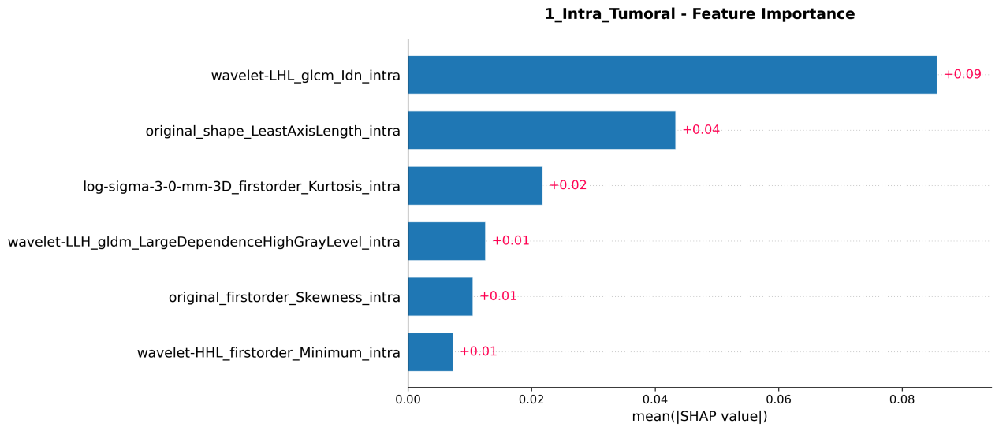 1_Intra_Tumoral - Feature Importance
wavelet-LHL_glcm_Idn_intra
+0.09
original_shape_LeastAxisLength_intra
+0.04
log-sigma-3-0-mm-3D_firstorder_Kurtosis_intra
+0.02
wavelet-LLH_gldm_LargeDependenceHighGrayLevel_intra
+0.01
original_firstorder_Skewness_intra
+0.01
wavelet-HHL_firstorder_Minimum_intra
+0.01
0.00 0.02 0.04 0.06 0.08
mean(|SHAP value|)